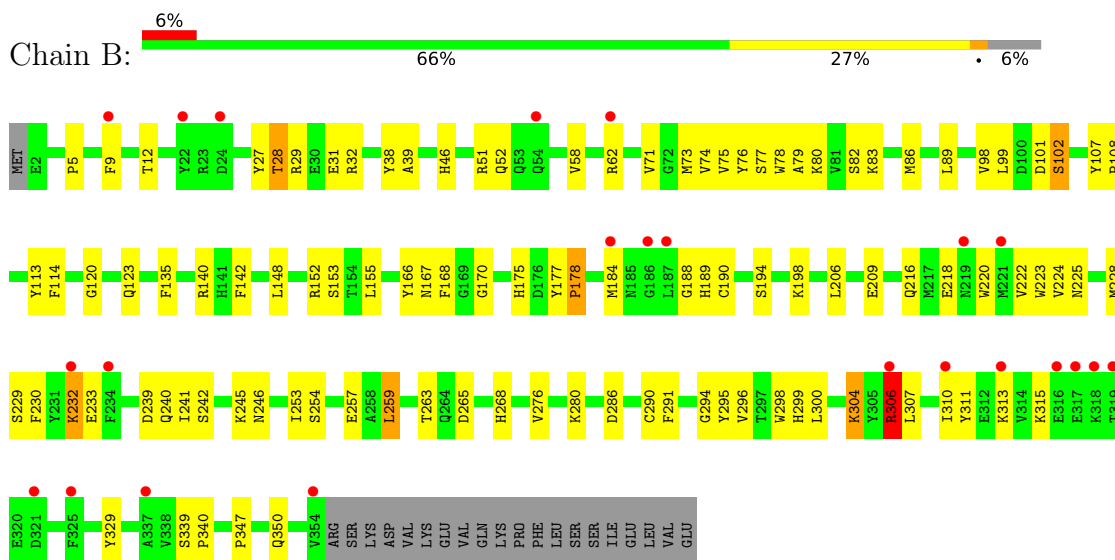 6%
Chain B:
66% 27% • 6%
MET E2 P5 F9 T12 Y22 R23 D24 Y27 T28 R29 E30 E31 R32 Y38 A39 H46 R51 Q52 Q53 Q54 V58 R62 V71 G72 M73 V74 V75 Y76 S77 W78 A79 K80 V81 S82 K83 M86 L89 V98 L99 D100 D101 S102 Y107
Y113 F114 G120 Q123 F135 R140 H141 F142 L148 R152 S153 T154 L155 Y166 N167 F168 G169 G170 H175 D176 Y177 P178 M184 N185 G186 L187 G188 H189 C190 S194 K198 L206 E209 Q216 M217 E218 N219 W220 M221 V222 W223 V224 N225
S229 F230 Y231 K232 E233 F234 D239 Q240 I241 S242 K245 N246 I253 S254 E257 A258 L259 T263 Q264 D265 H268 V276 K280 D286 C290 F291 G294 Y295 V296 T297 W298 H299 L300 K304 Y305 R306 L307 I310 Y311 E312 K313 V314 K315 E316 E317 K318 T319
E320 D321 F325 Y329 A337 V338 S339 P340 P347 Q350 V354 ARG SER LYS ASP VAL LYS GLU VAL GLN LYS PRO PHE LEU SER SER ILE GLU LEU VAL GLU